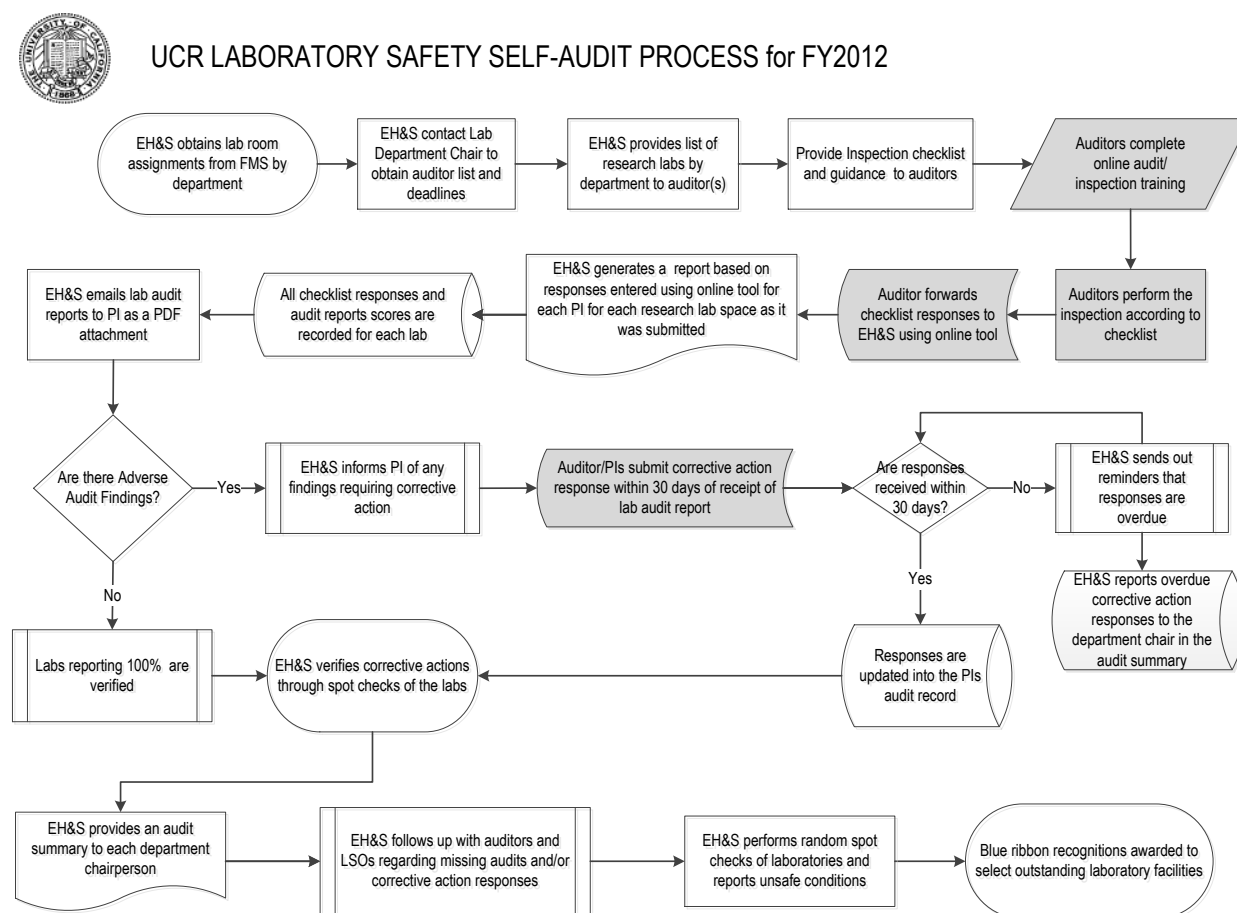 THE UNIVERSITY OF CALIFORNIA
1868
UCR LABORATORY SAFETY SELF-AUDIT PROCESS for FY2012
EH&S obtains lab room
assignments from FMS by
department
EH&S contact Lab
Department Chair to
obtain auditor list and
deadlines
EH&S provides list of
research labs by
department to auditor(s)
Provide Inspection checklist
and guidance to auditors
Auditors complete
online audit/
inspection training
EH&S emails lab audit
reports to PI as a PDF
attachment
All checklist responses and
audit reports scores are
recorded for each lab
EH&S generates a report based on
responses entered using online tool for
each PI for each research lab space as it
was submitted
Auditor forwards
checklist responses to
EH&S using online tool
Auditors perform the
inspection according to
checklist
Are there Adverse
Audit Findings?
Yes
EH&S informs PI of any
findings requiring corrective
action
Auditor/PIs submit corrective action
response within 30 days of receipt of
lab audit report
Are responses
received within
30 days?
No
EH&S sends out
reminders that
responses are
overdue
No
Yes
EH&S reports overdue
corrective action
responses to the
department chair in the
audit summary
Labs reporting 100% are
verified
EH&S verifies corrective actions
through spot checks of the labs
Responses are
updated into the PIs
audit record
EH&S provides an audit
summary to each department
chairperson
EH&S follows up with auditors and
LSOs regarding missing audits and/or
corrective action responses
EH&S performs random spot
checks of laboratories and
reports unsafe conditions
Blue ribbon recognitions awarded to
select outstanding laboratory facilities